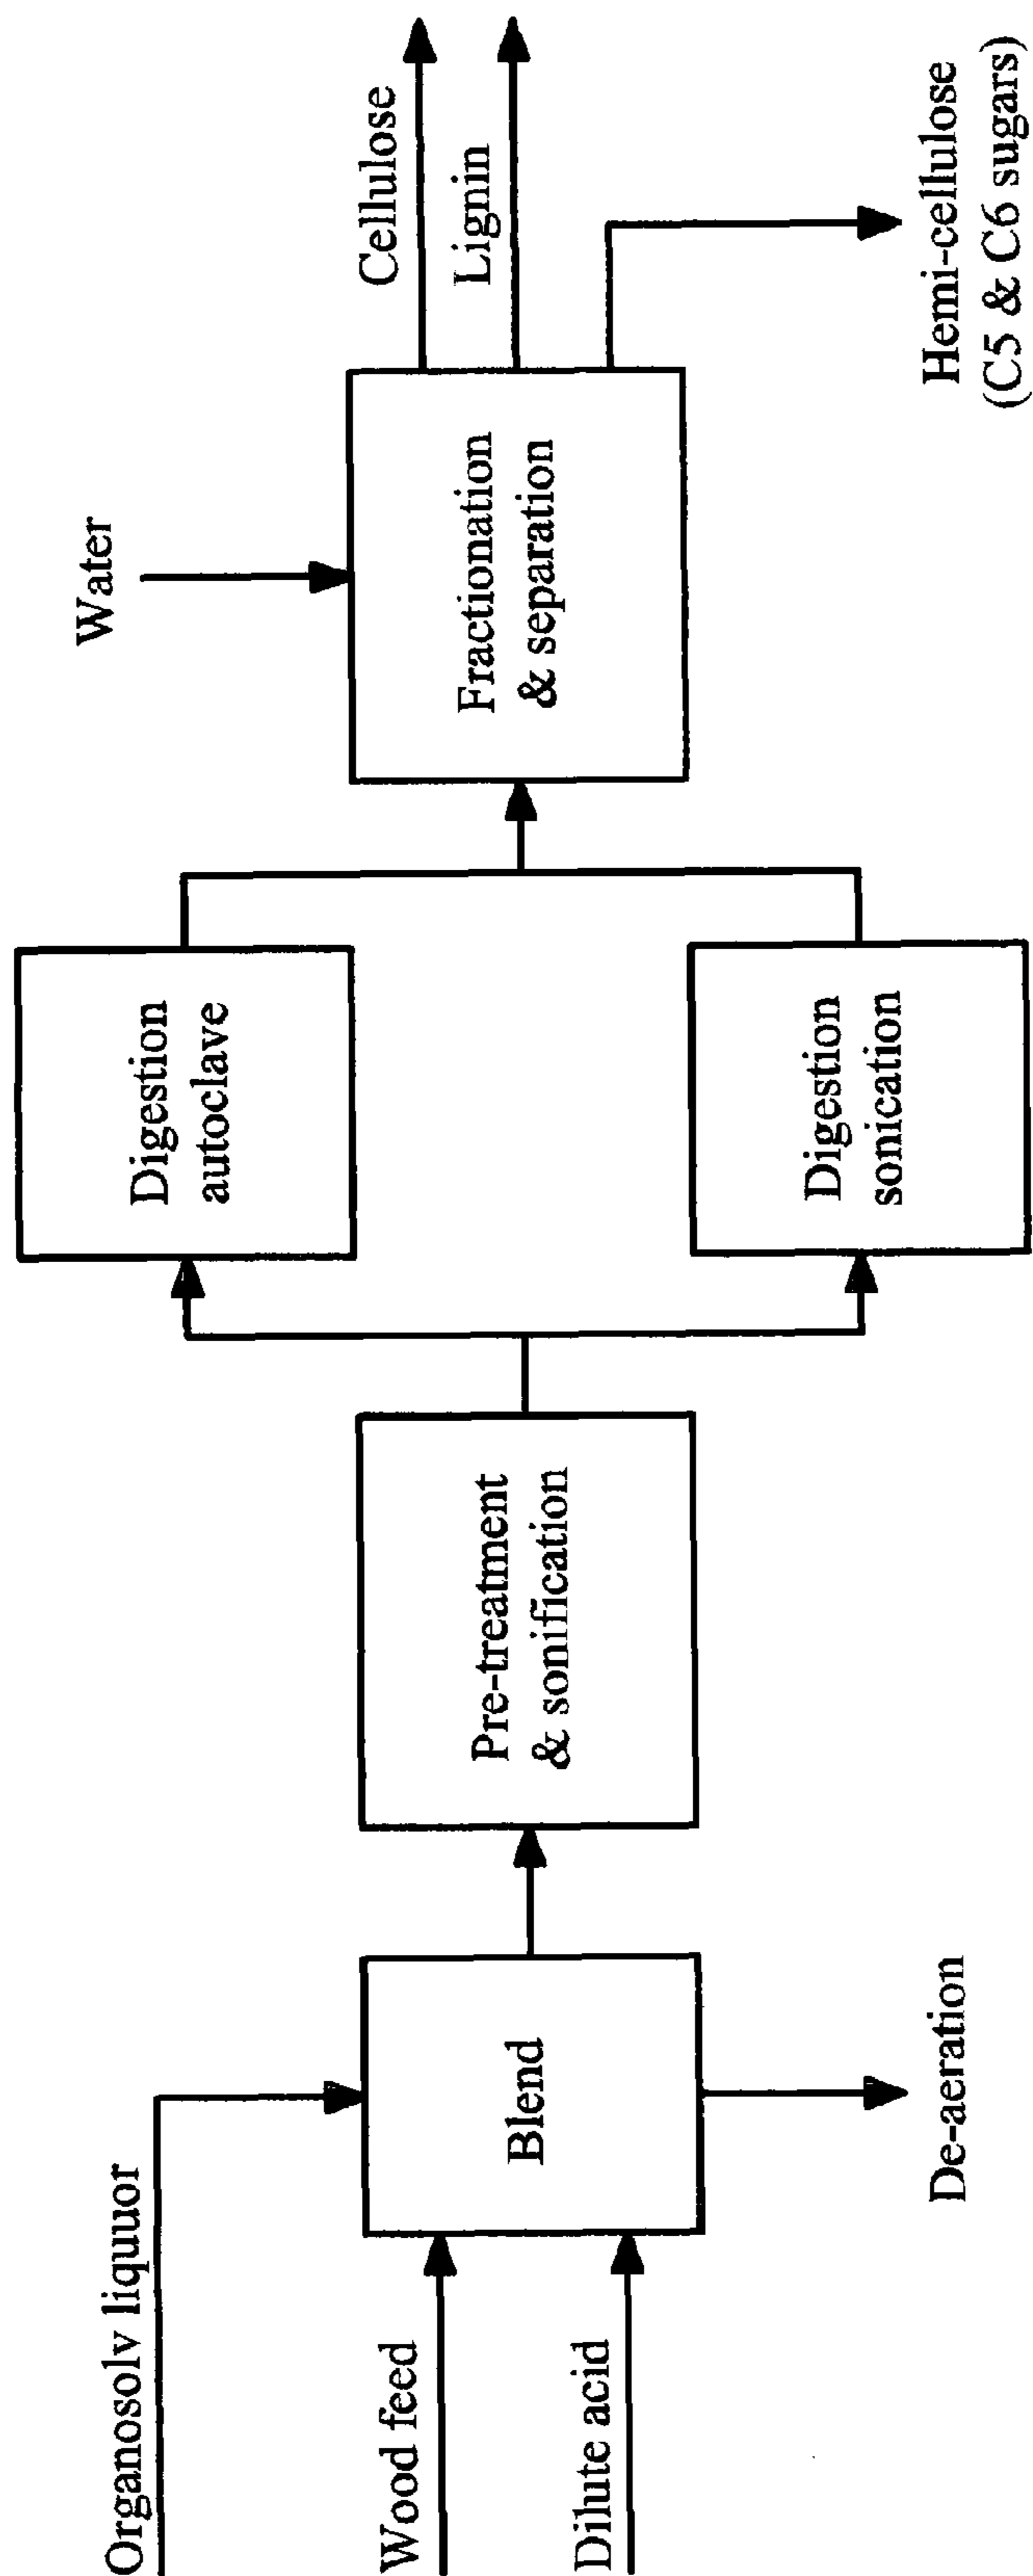 Organosolv liquor
Wood feed
Dilute acid
Blend
De-aeration
Pre-treatment
& sonification
Digestion
autoclave
Digestion
sonication
Water
Fractionation
& separation
Cellulose
Lignin
Hemi-cellulose
(C5 & C6 sugars)